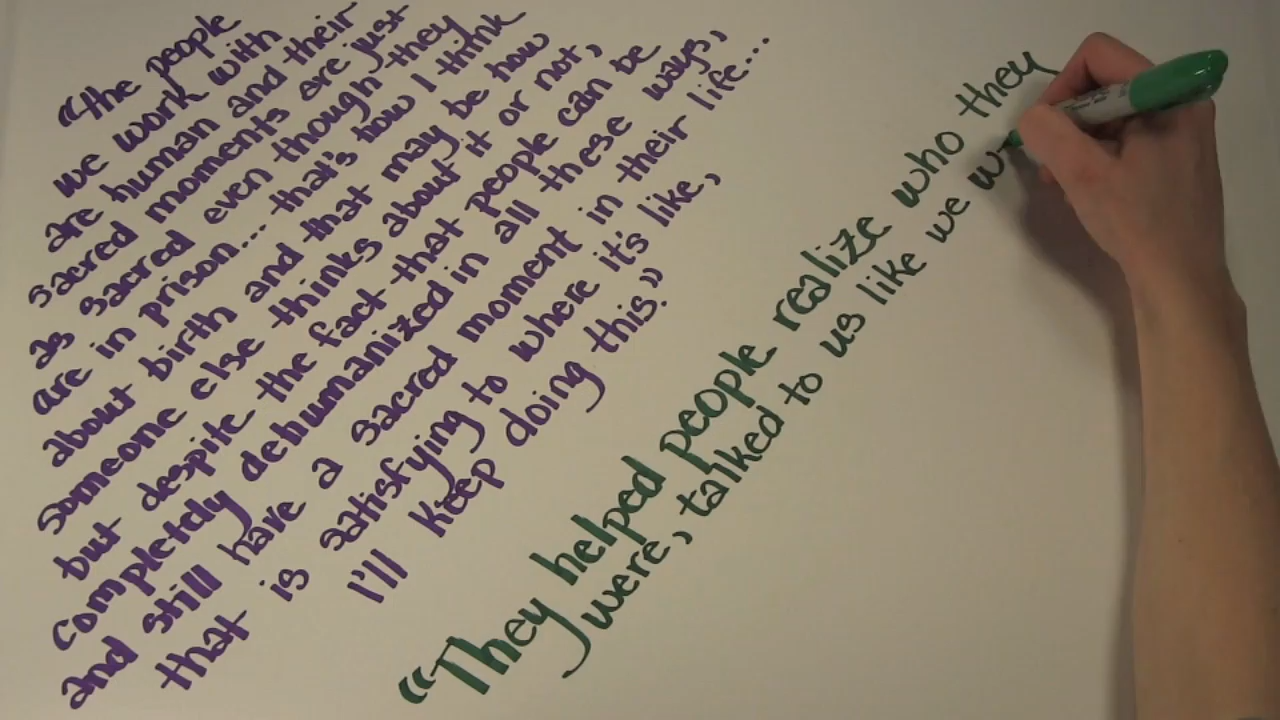 “the people
we work with
are human and their
sacred moments are just
as sacred even though they
are in prison... that's how I think
about birth and that may be how
someone else thinks about it or not,
but despite the fact that people can be
completely dehumanized in all these ways,
and still have a sacred moment in their life...
that is satisfying to where it's like,
I'll keep doing this.”
“They helped people realize who they
were, talked to us like we w